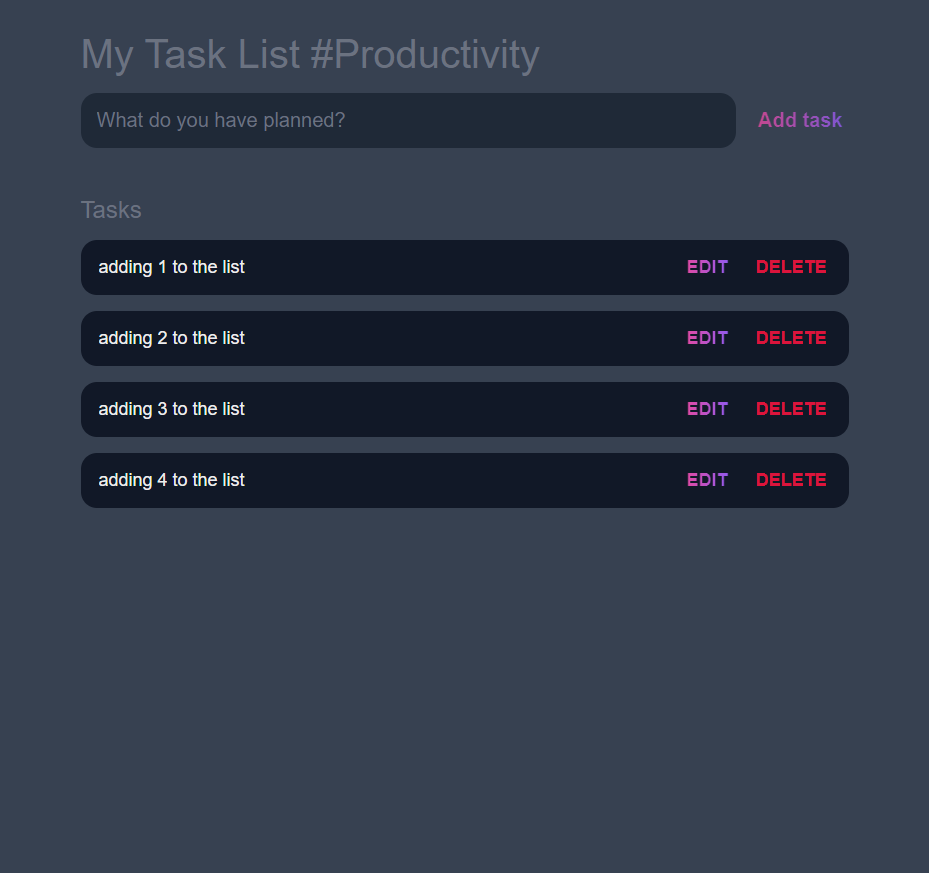 My Task List #Productivity
What do you have planned? Add task
Tasks
adding 1 to the list EDIT DELETE
adding 2 to the list EDIT DELETE
adding 3 to the list EDIT DELETE
adding 4 to the list EDIT DELETE